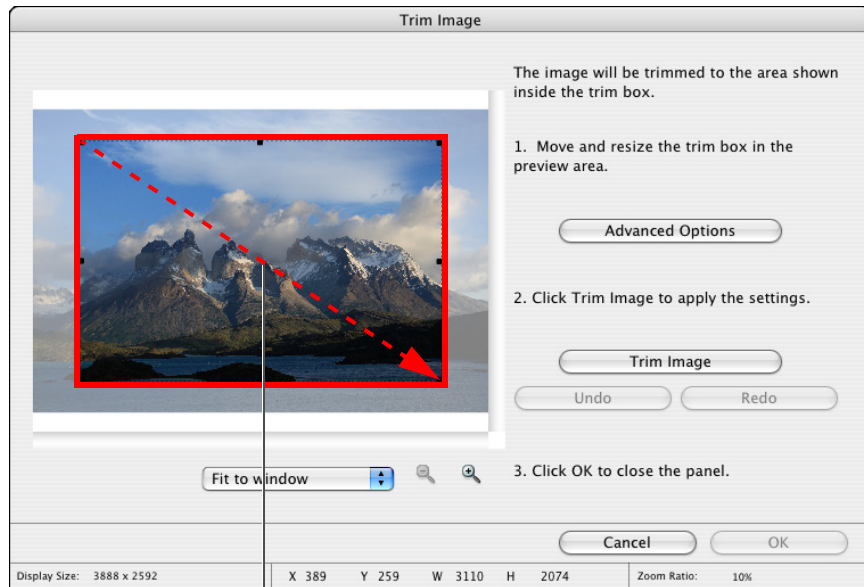 Trim Image
The image will be trimmed to the area shown
inside the trim box.
1. Move and resize the trim box in the
preview area.
Advanced Options
2. Click Trim Image to apply the settings.
Trim Image
Undo Redo
Fit to window
3. Click OK to close the panel.
Cancel OK
Display Size: 3888 x 2592 X 389 Y 259 W 3110 H 2074 Zoom Ratio: 10%